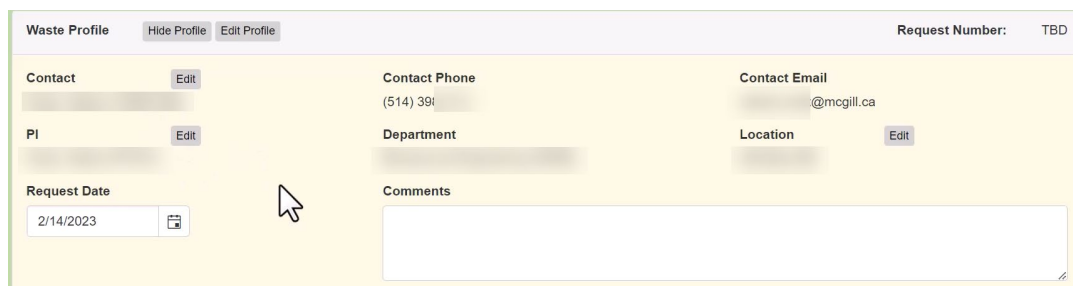 Waste Profile Hide Profile Edit Profile Request Number: TBD
Contact Edit Contact Phone Contact Email
(514) 398 @mcgill.ca
PI Edit Department Location Edit
Request Date Comments
2/14/2023